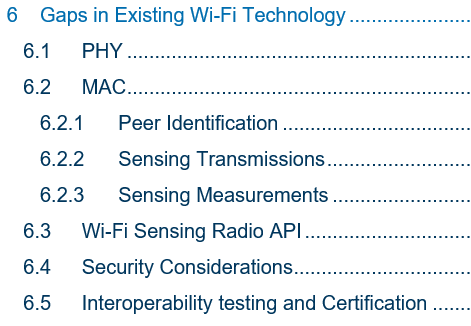 6 Gaps in Existing Wi-Fi Technology ......................
6.1 PHY ..............................................................
6.2 MAC..............................................................
6.2.1 Peer Identification ..................................
6.2.2 Sensing Transmissions..........................
6.2.3 Sensing Measurements .........................
6.3 Wi-Fi Sensing Radio API..............................
6.4 Security Considerations................................
6.5 Interoperability testing and Certification .......